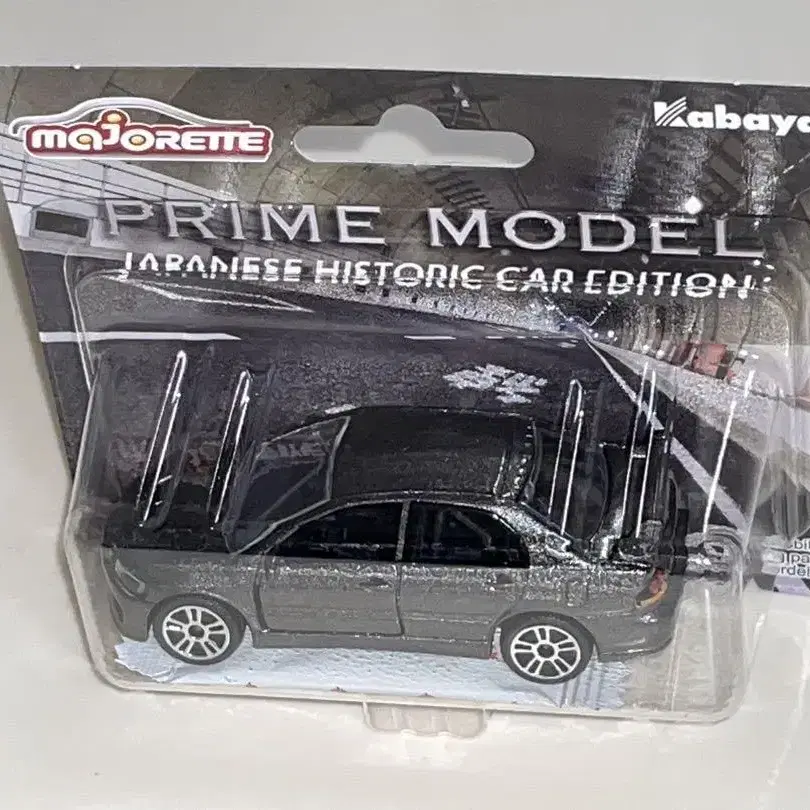 majorette
Kabaya
PRIME MODEL
JAPANESE HISTORIC CAR EDITION